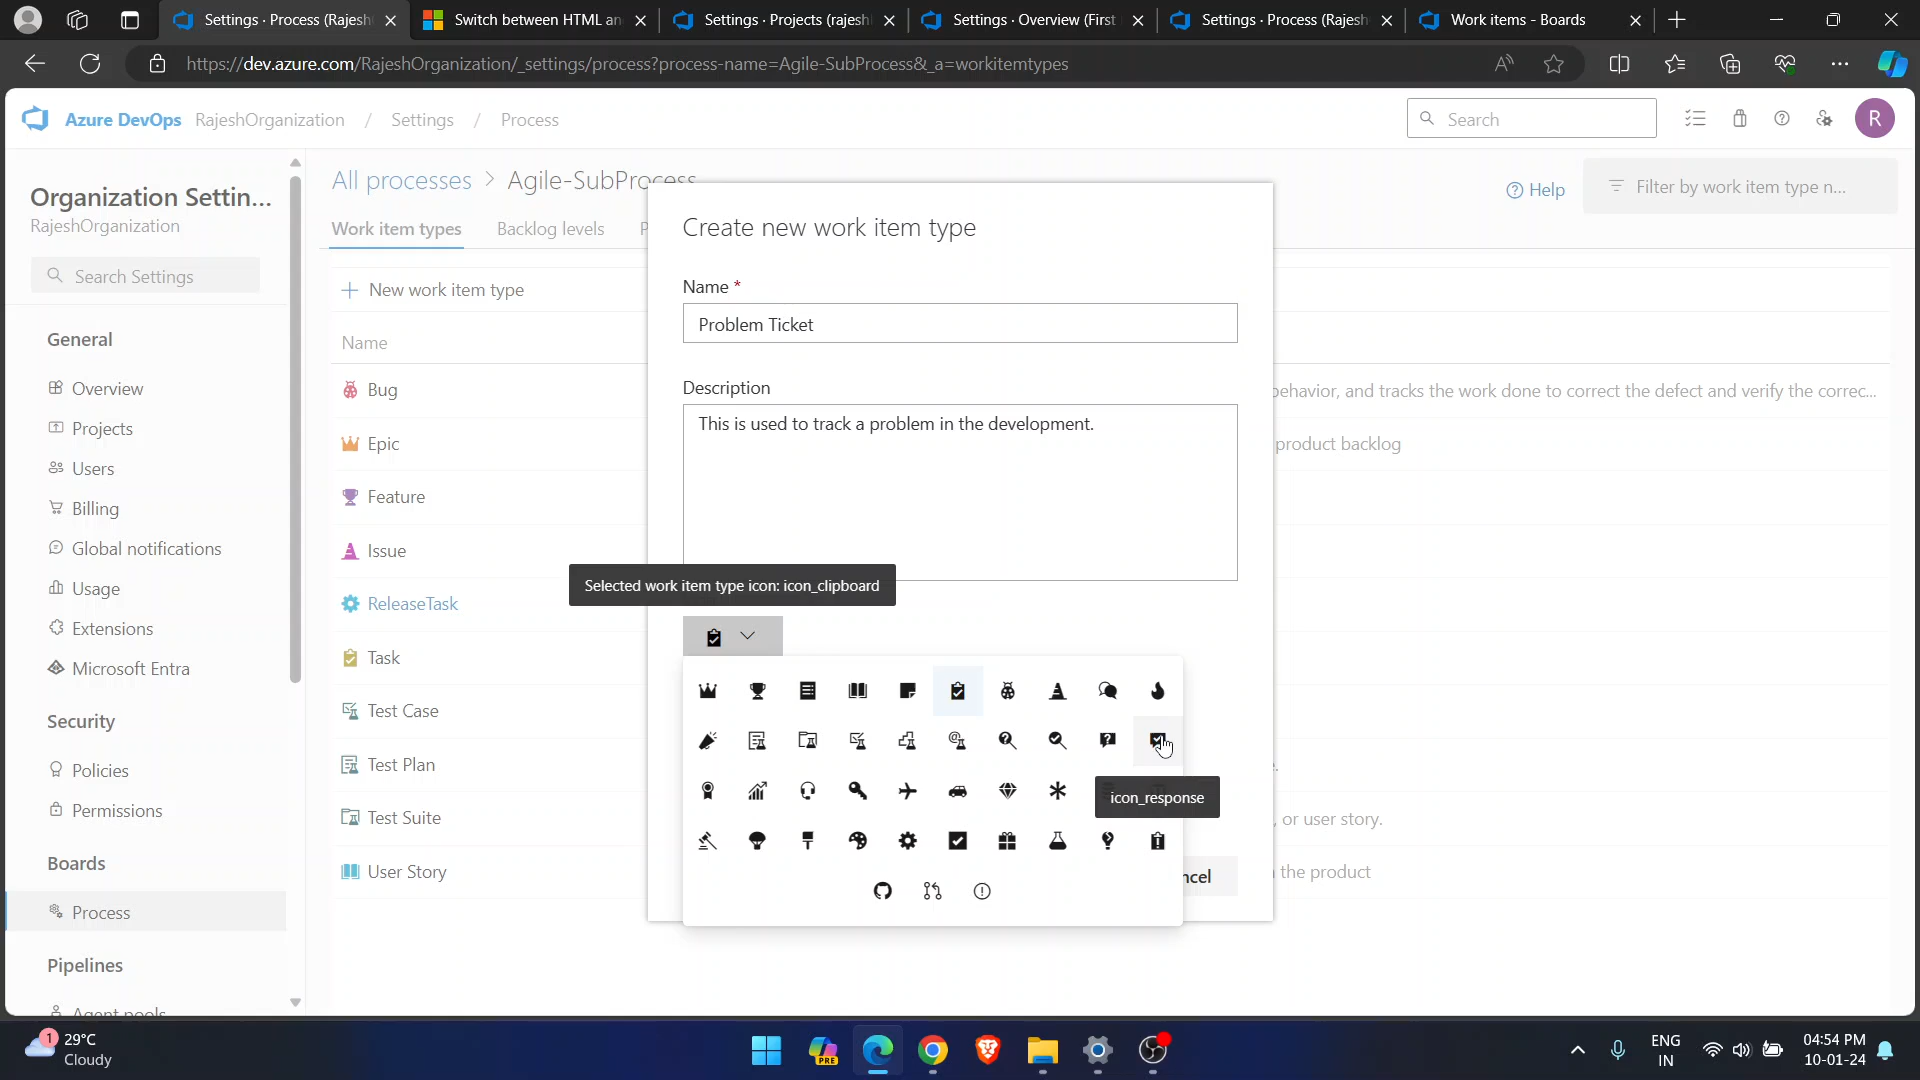 Settings · Process (Rajesh
Switch between HTML an
Settings · Projects (rajesh
Settings · Overview (First
Settings · Process (Rajesh
Work items - Boards
https://dev.azure.com/RajeshOrganization/_settings/process?process-name=Agile-SubProcess&_a=workitemtypes
Azure DevOps RajeshOrganization / Settings / Process
Search
R
Organization Settin...
RajeshOrganization
Search Settings
General
Overview
Projects
Users
Billing
Global notifications
Usage
Extensions
Microsoft Entra
Security
Policies
Permissions
Boards
Process
Pipelines
Agent pools
All processes > Agile-SubProcess
Help
Filter by work item type n...
Work item types
Backlog levels
P
New work item type
Name
Bug
Epic
Feature
Issue
ReleaseTask
Task
Test Case
Test Plan
Test Suite
User Story
ehavior, and tracks the work done to correct the defect and verify the correc...
product backlog
, or user story.
the product
Create new work item type
Name *
Problem Ticket
Description
This is used to track a problem in the development.
Selected work item type icon: icon_clipboard
icon_response
ncel
1
29°C
Cloudy
PRE
ENG
IN
04:54 PM
10-01-24